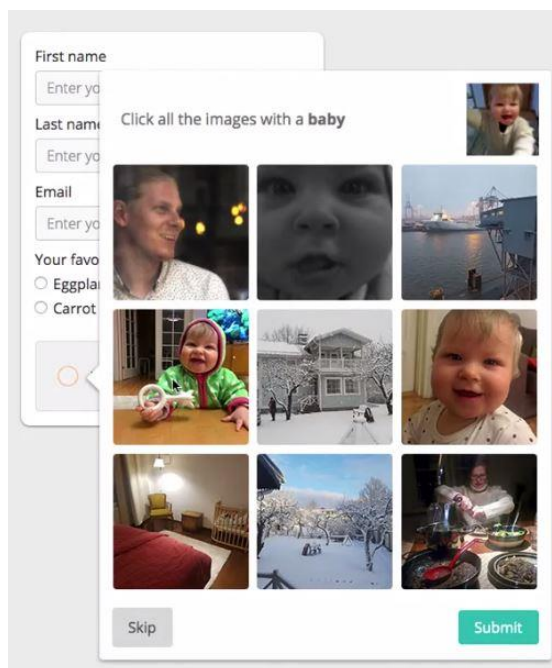 First name
Enter yo
Click all the images with a baby
Last name
Enter yo
Email
Enter yo
Your favo
Eggpla
Carrot
Skip
Submit